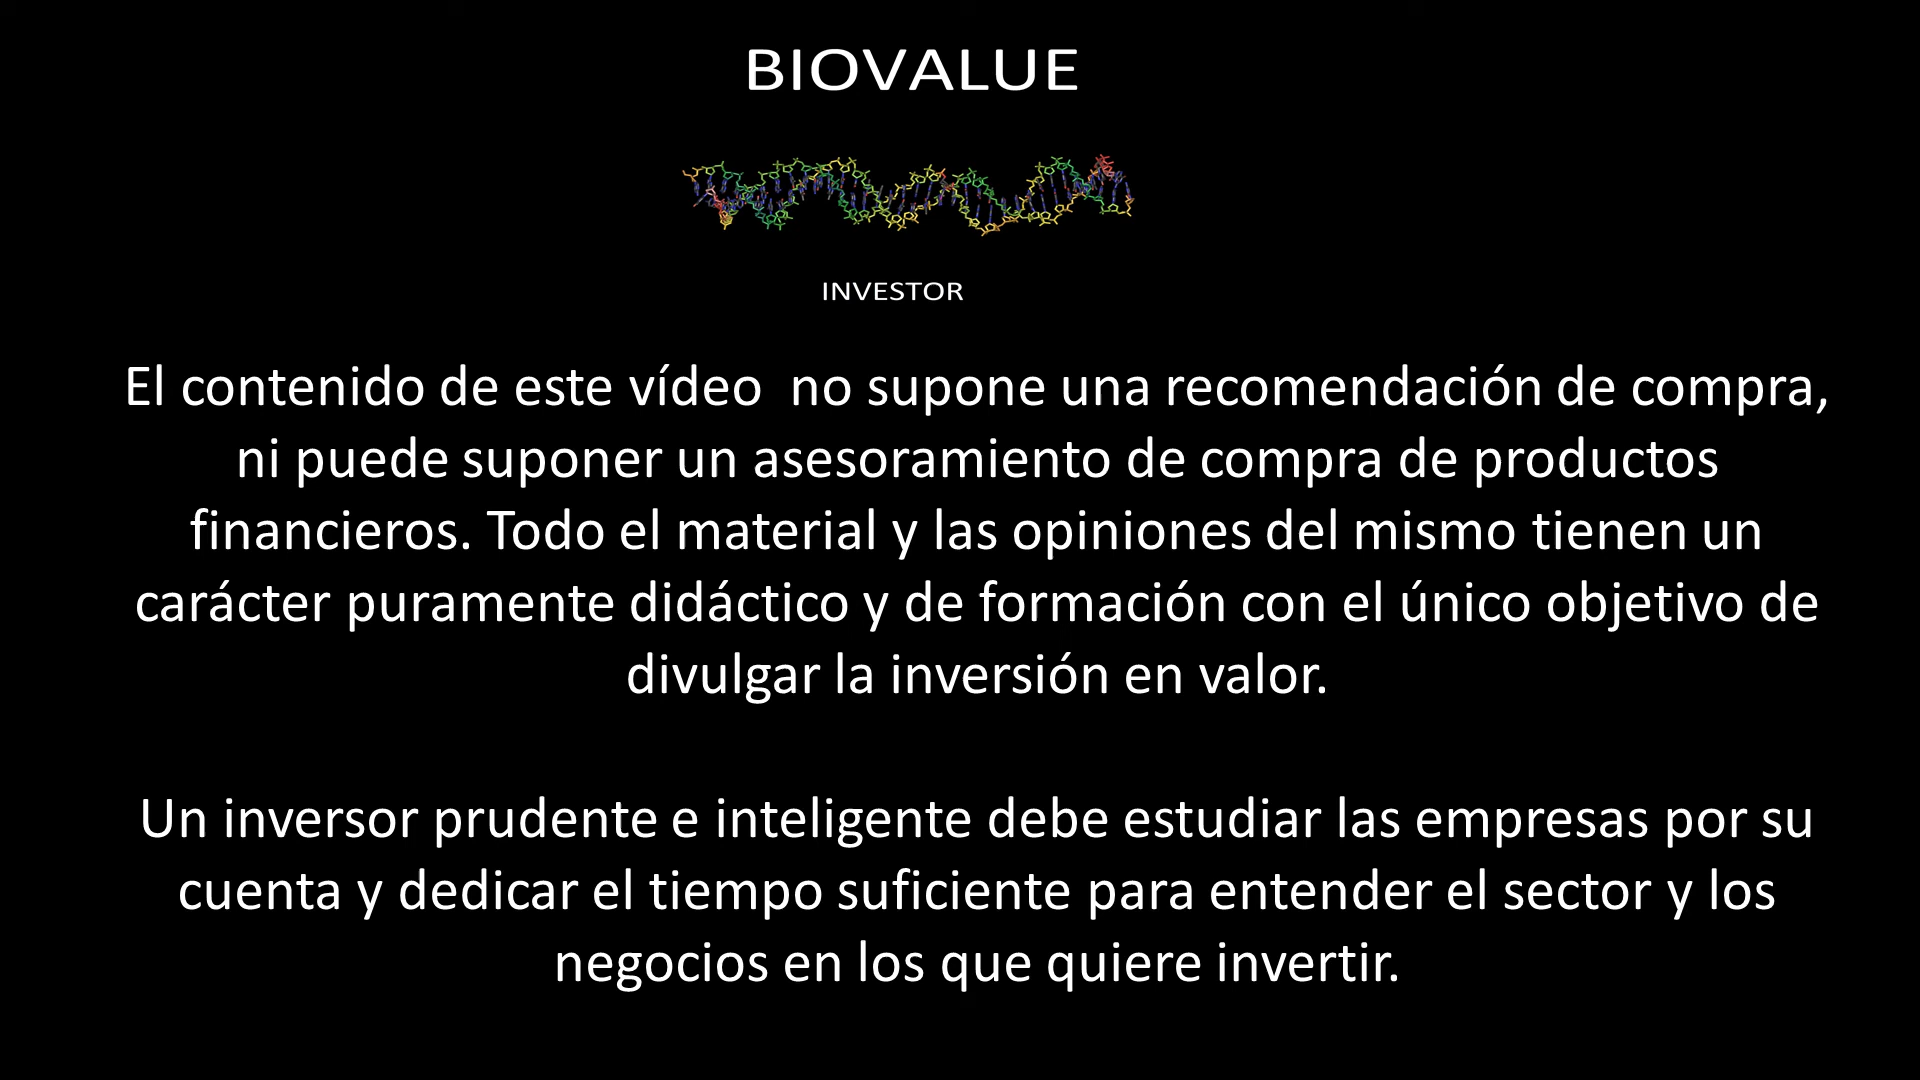 BIOVALUE
INVESTOR
El contenido de este vídeo  no supone una recomendación de compra,
ni puede suponer un asesoramiento de compra de productos
financieros. Todo el material y las opiniones del mismo tienen un
carácter puramente didáctico y de formación con el único objetivo de
divulgar la inversión en valor.
Un inversor prudente e inteligente debe estudiar las empresas por su
cuenta y dedicar el tiempo suficiente para entender el sector y los
negocios en los que quiere invertir.